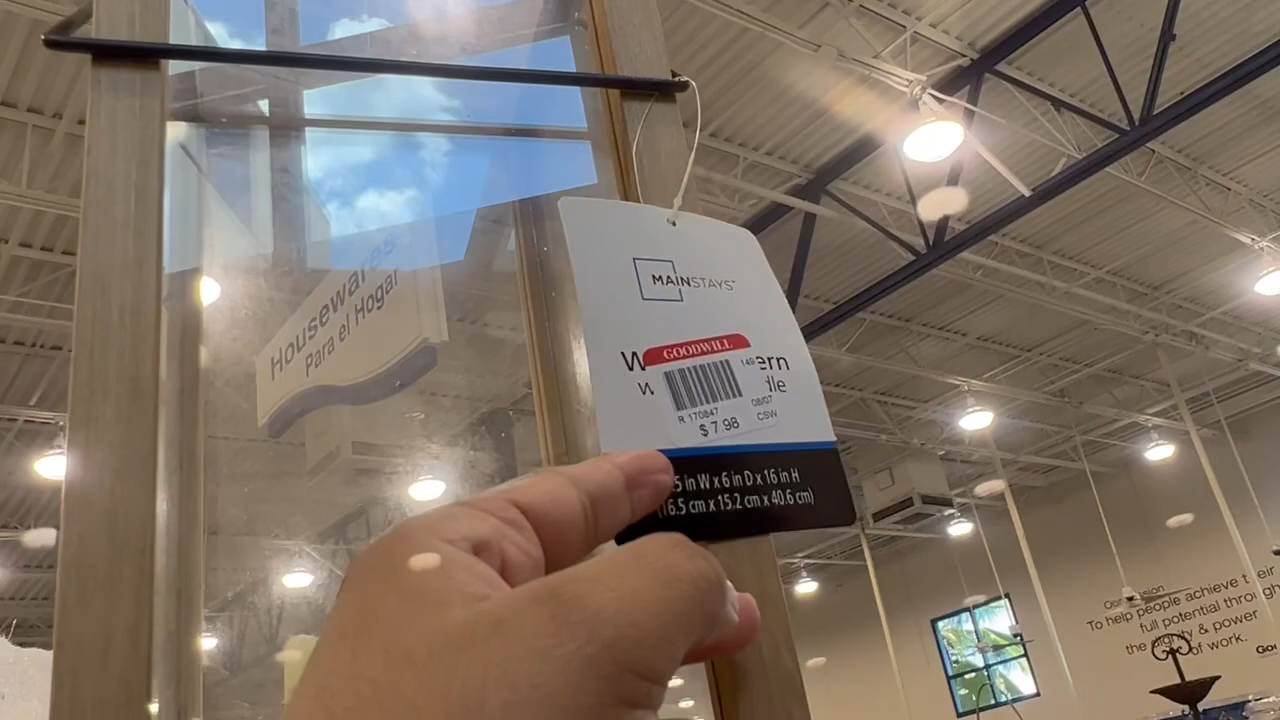 Housewares
Para el Hogar
MAINSTAYS
GOODWILL
149
R 170847
08/07
$7.98
CSW
5 in W x 6 in D x 16 in H
(16.5 cm x 15.2 cm x 40.6 cm)
To help people achieve their
full potential through
the dignity & power
of work.